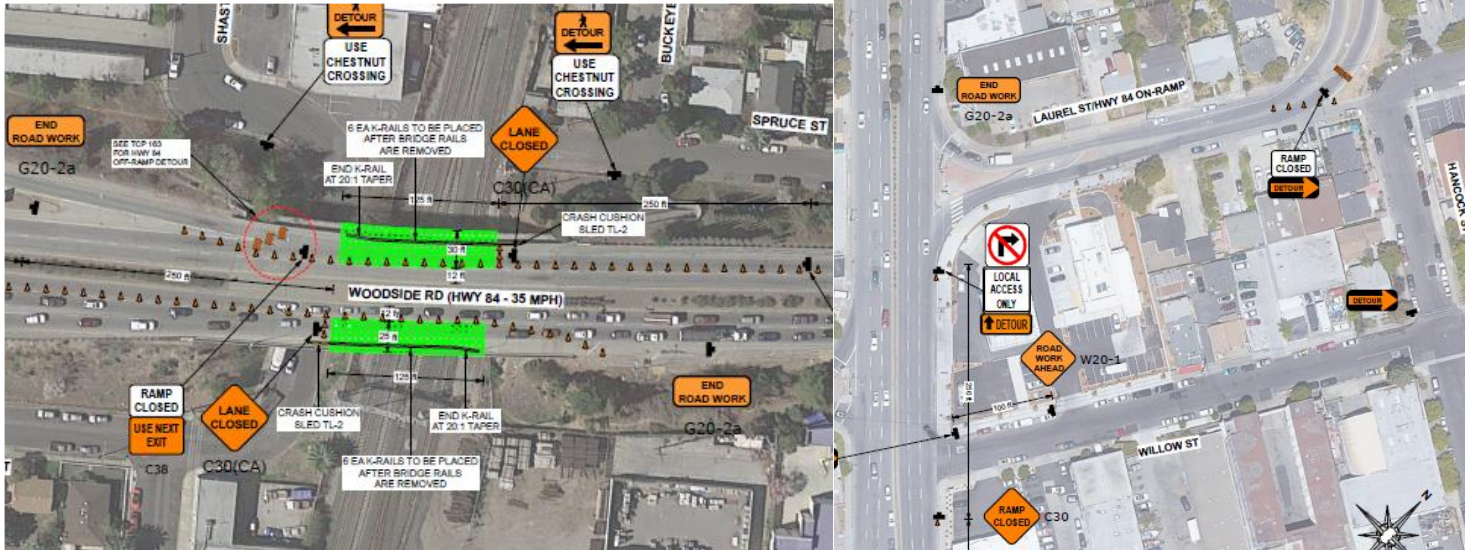 SHAST
DETOUR
USE
CHESTNUT
CROSSING
DETOUR
USE
CHESTNUT
CROSSING
BUCKEYE
SPRUCE ST
END
ROAD WORK
G20-2a
SEE TCP 103
FOR HWY 84
OFF-RAMP DETOUR
6 EA K-RAILS TO BE PLACED
AFTER BRIDGE RAILS
ARE REMOVED
END K-RAIL
AT 20:1 TAPER
LANE
CLOSED
C30(CA)
125 ft
250 ft
CRASH CUSHION
SLED TL-2
30 ft
12 ft
250 ft
WOODSIDE RD (HWY 84 - 35 MPH)
12 ft
25 ft
125 ft
RAMP
CLOSED
USE NEXT
EXIT
C38
LANE
CLOSED
C30(CA)
CRASH CUSHION
SLED TL-2
END K-RAIL
AT 20:1 TAPER
6 EA K-RAILS TO BE PLACED
AFTER BRIDGE RAILS
ARE REMOVED
END
ROAD WORK
G20-2a
T
END
ROAD WORK
G20-2a
LAUREL ST/HWY 84 ON-RAMP
RAMP
CLOSED
DETOUR
HANCOCK ST
LOCAL
ACCESS
ONLY
DETOUR
DETOUR
ROAD
WORK
AHEAD
W20-1
250 ft
100 ft
WILLOW ST
RAMP
CLOSED
C30
N